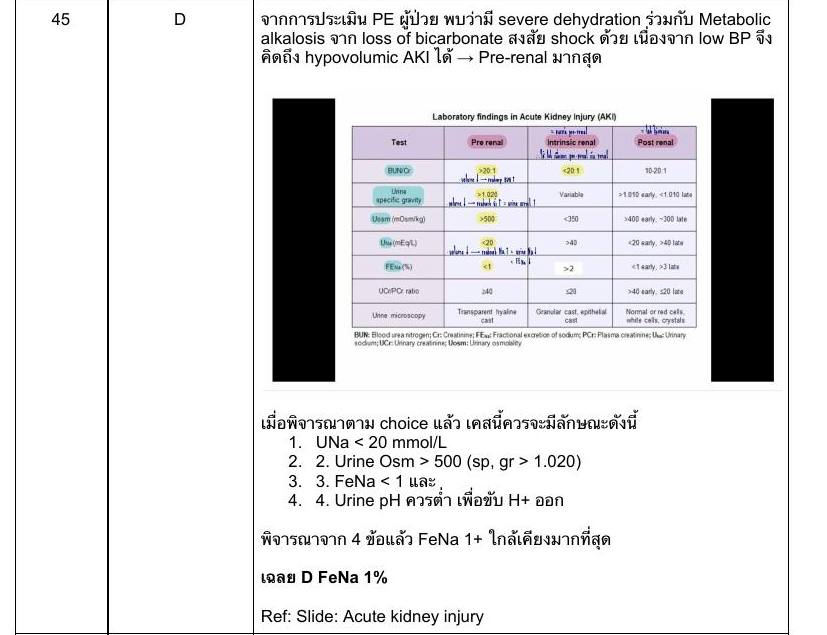 45
D
จากการประเมิน PE ผู้ป่วย พบว่ามี severe dehydration ร่วมกับ Metabolic
alkalosis จาก loss of bicarbonate สงสัย shock ด้วย เนื่องจาก low BP จึง
คิดถึง hypovolumic AKI ได้ → Pre-renal มากสุด
Laboratory findings in Acute Kidney Injury (AKI)
Test Pre renal Intrinsic renal Post renal
BUN/Cr >20:1 <20:1 10-20:1
Urine specific gravity >1.020 Variable >1.010 early, <1.010 late
Uosm (mOsm/kg) >500 <350 >400 early, ~300 late
UNa (mEq/L) <20 >40 <20 early, >40 late
FENa (%) <1 >2 <1 early, >3 late
UCr/PCr ratio ≥40 ≤20 >40 early, ≤20 late
Urine microscopy Transparent hyaline cast Granular cast, epithelial cast Normal or red cells, white cells, crystals
BUN: Blood urea nitrogen; Cr: Creatinine; FENa: Fractional excretion of sodium; PCr: Plasma creatinine; UNa: Urinary
sodium; UCr: Urinary creatinine; Uosm: Urinary osmolality
เมื่อพิจารณาตาม choice แล้ว เคสนี้ควรจะมีลักษณะดังนี้
1. UNa < 20 mmol/L
2. 2. Urine Osm > 500 (sp, gr > 1.020)
3. 3. FeNa < 1 และ
4. 4. Urine pH ควรต่ำ เพื่อขับ H+ ออก
พิจารณาจาก 4 ข้อแล้ว FeNa 1+ ใกล้เคียงมากที่สุด
เฉลย D FeNa 1%
Ref: Slide: Acute kidney injury